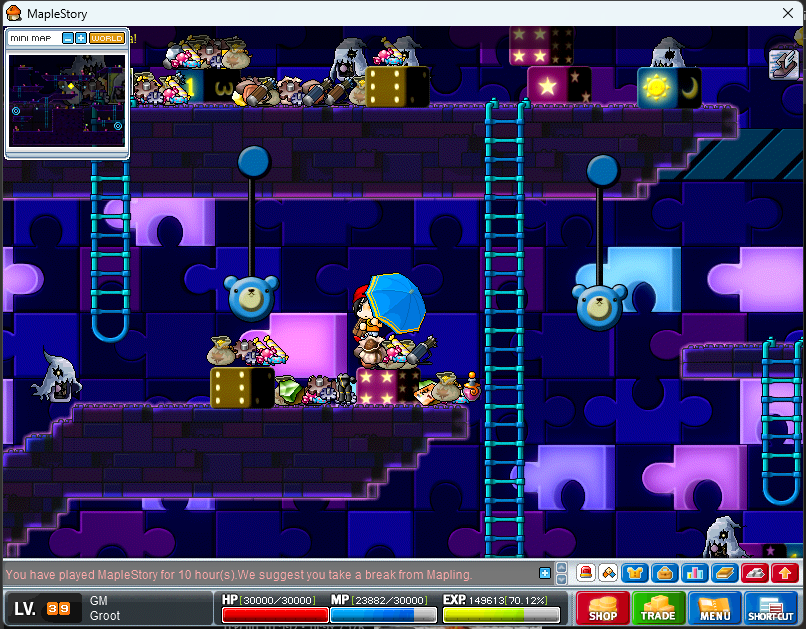 MapleStory
MINI MAP
WORLD
You have played MapleStory for 10 hour(s).We suggest you take a break from Mapling.
LV. 39
GM
Groot
HP[30000/30000] MP[23882/30000] EXP 149613[70.12%]
SHOP
TRADE
MENU
SHORTCUT